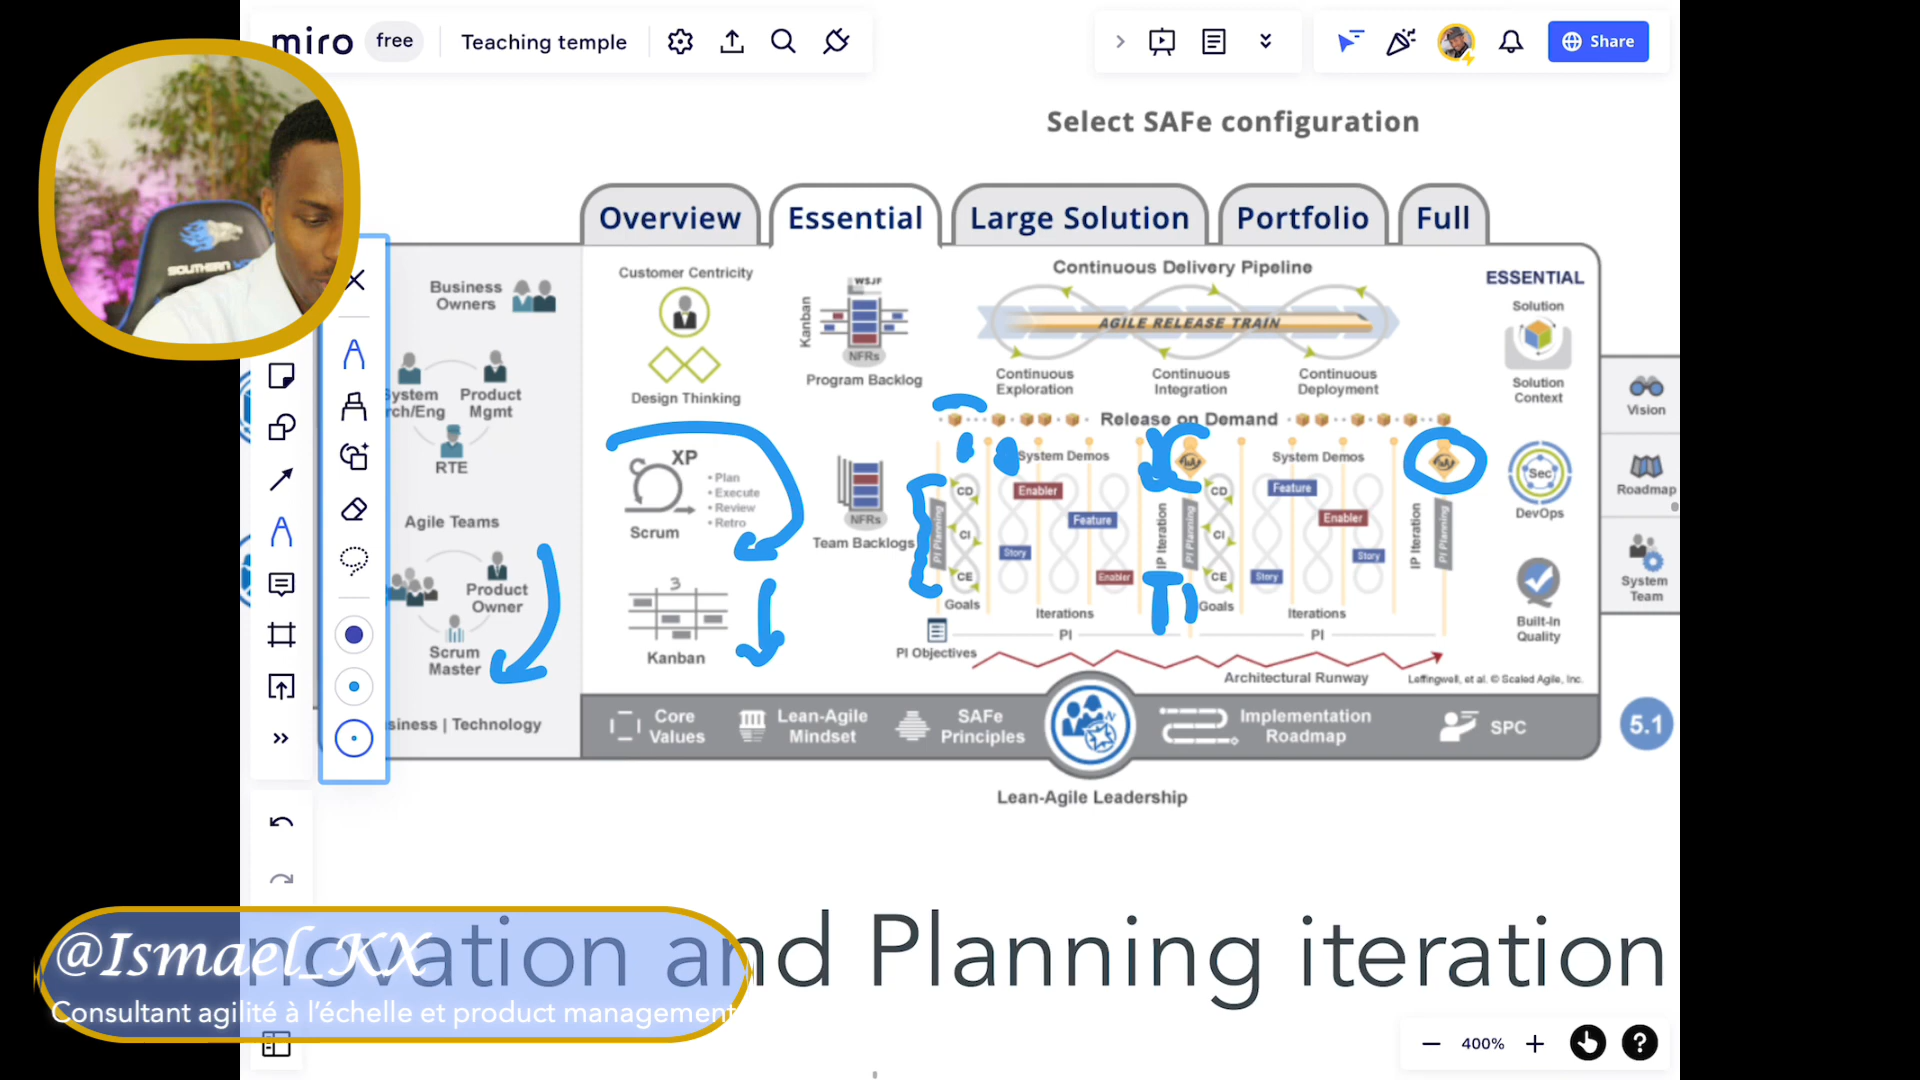 miro free Teaching temple
Share
Select SAFe configuration
Overview Essential Large Solution Portfolio Full
Business
Owners
System
Arch/Eng
Product
Mgmt
RTE
Agile Teams
Product
Owner
Scrum
Master
siness | Technology
Customer Centricity
Design Thinking
XP
• Plan
• Execute
• Review
• Retro
Scrum
3
Kanban
Kanban
WSJF
NFRs
Program Backlog
NFRs
Team Backlogs
Continuous Delivery Pipeline
AGILE RELEASE TRAIN
Continuous
Exploration
Continuous
Integration
Continuous
Deployment
Release on Demand
System Demos
System Demos
PI Planning
CD
CI
CE
Goals
Enabler
Feature
Story
Enabler
Iterations
IP Iteration
PI Planning
CD
CI
CE
Goals
Feature
Enabler
Story
Story
Iterations
IP Iteration
PI Planning
PI
PI
PI Objectives
Architectural Runway
Leffingwell, et al. © Scaled Agile, Inc.
ESSENTIAL
Solution
Solution
Context
Sec
DevOps
Built-In
Quality
Vision
Roadmap
System
Team
Core
Values
Lean-Agile
Mindset
SAFe
Principles
N
Implementation
Roadmap
SPC
5.1
Lean-Agile Leadership
novation and Planning iteration
@Ismael_KX
Consultant agilité à l'échelle et product management
400%
SOUTHERN